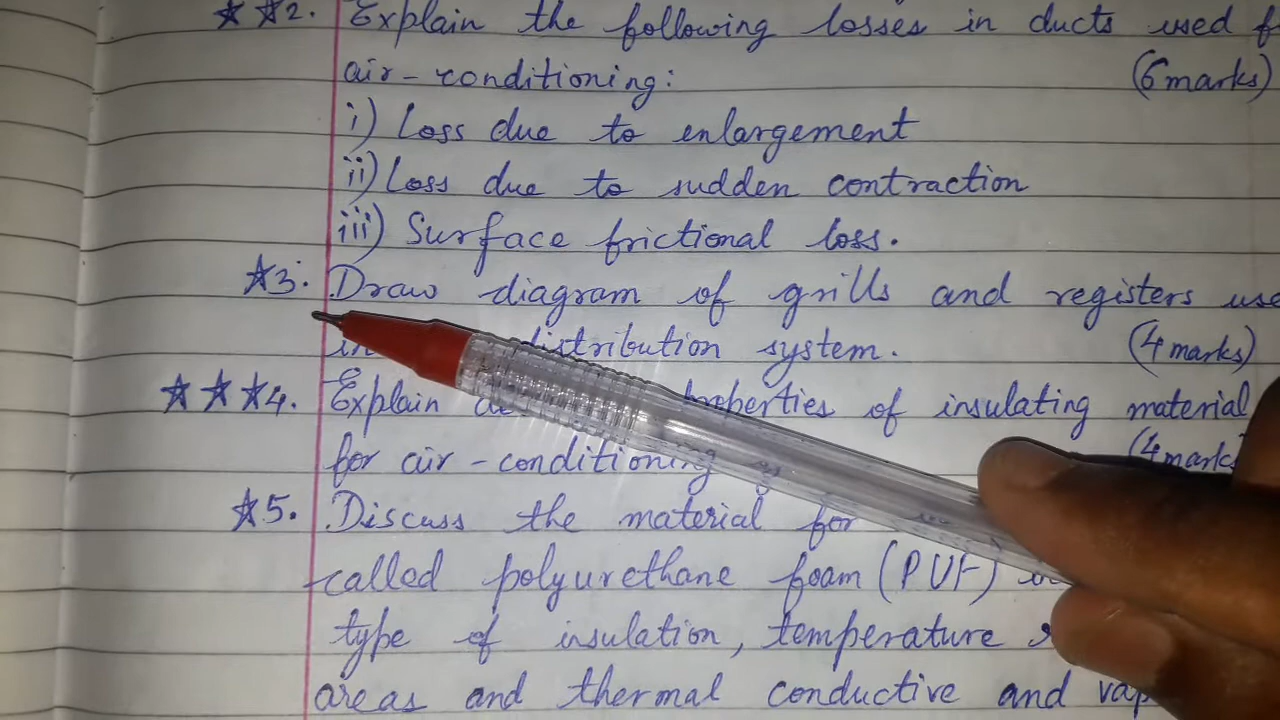 ☆☆2. Explain the following losses in ducts used
air-conditioning: (6 marks)
i) Loss due to enlargement
ii) Loss due to sudden contraction
iii) Surface frictional loss.
☆3. Draw diagram of grills and registers
in distribution system. (4 marks)
☆☆☆4. Explain properties of insulating material
for air-conditioning (4 marks
☆5. Discuss the material for
called polyurethane foam (PUF)
type of insulation, temperature
areas and thermal conductive and